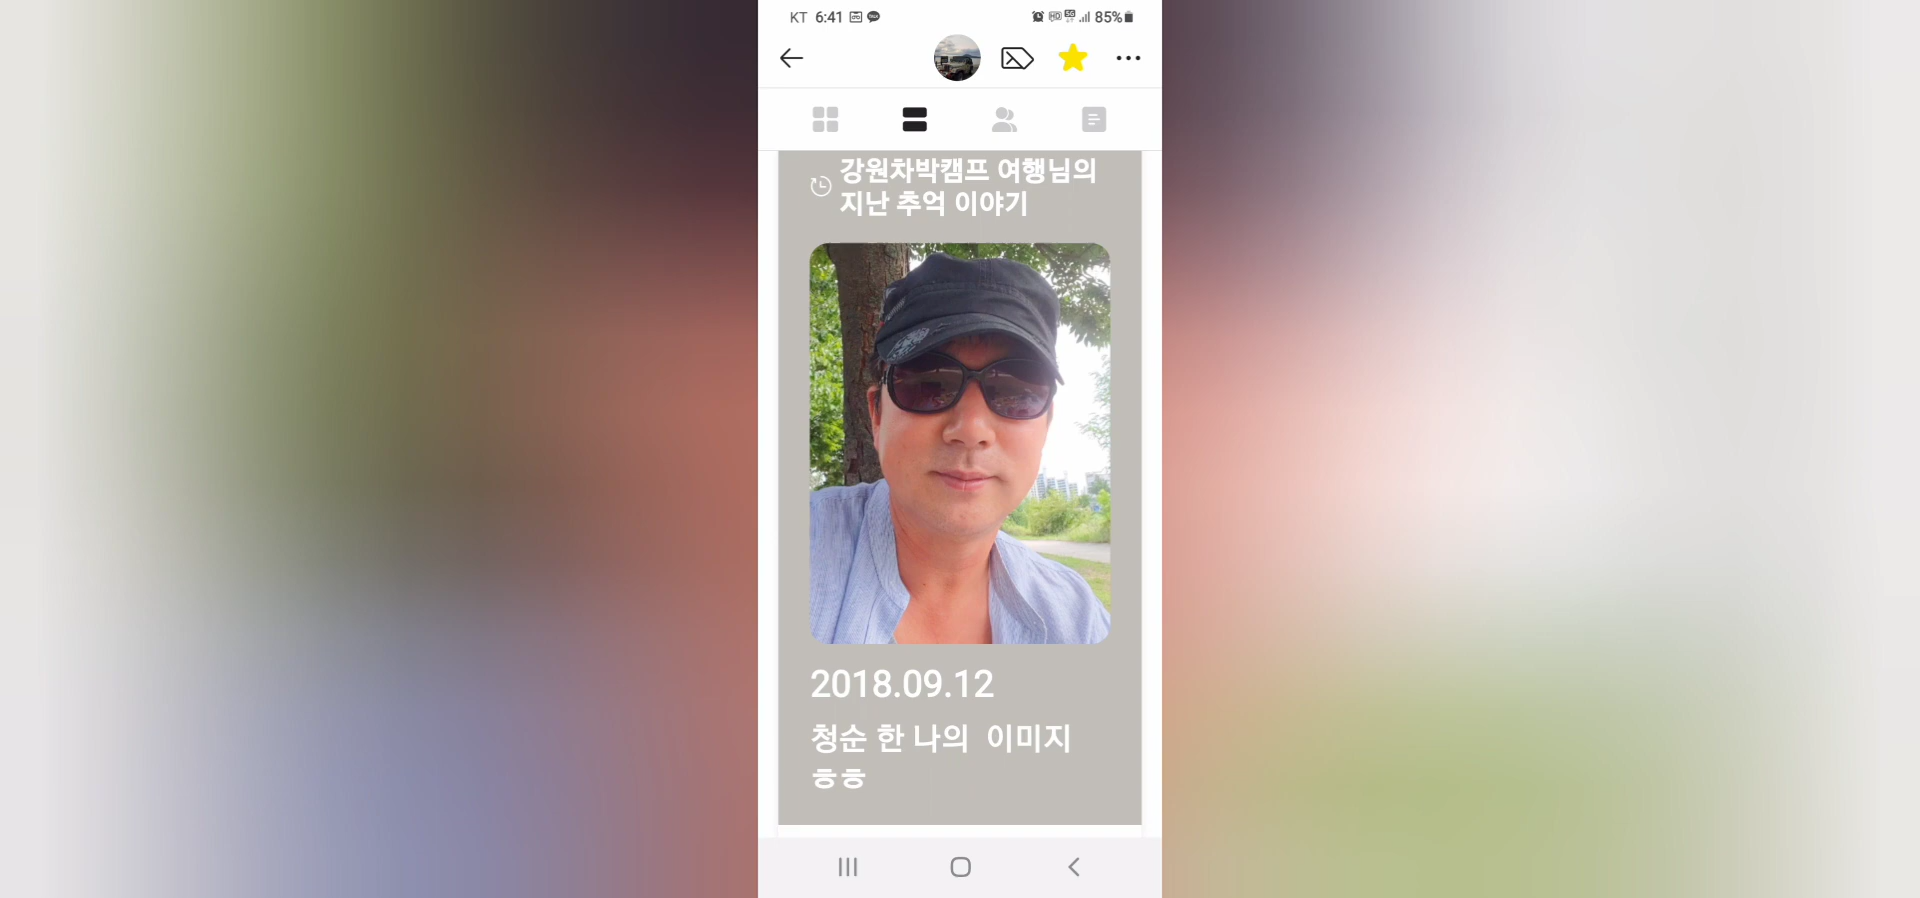 KT 6:41 85%
강원차박캠프 여행님의
지난 추억 이야기
2018.09.12
청순 한 나의 이미지
ㅎㅎ